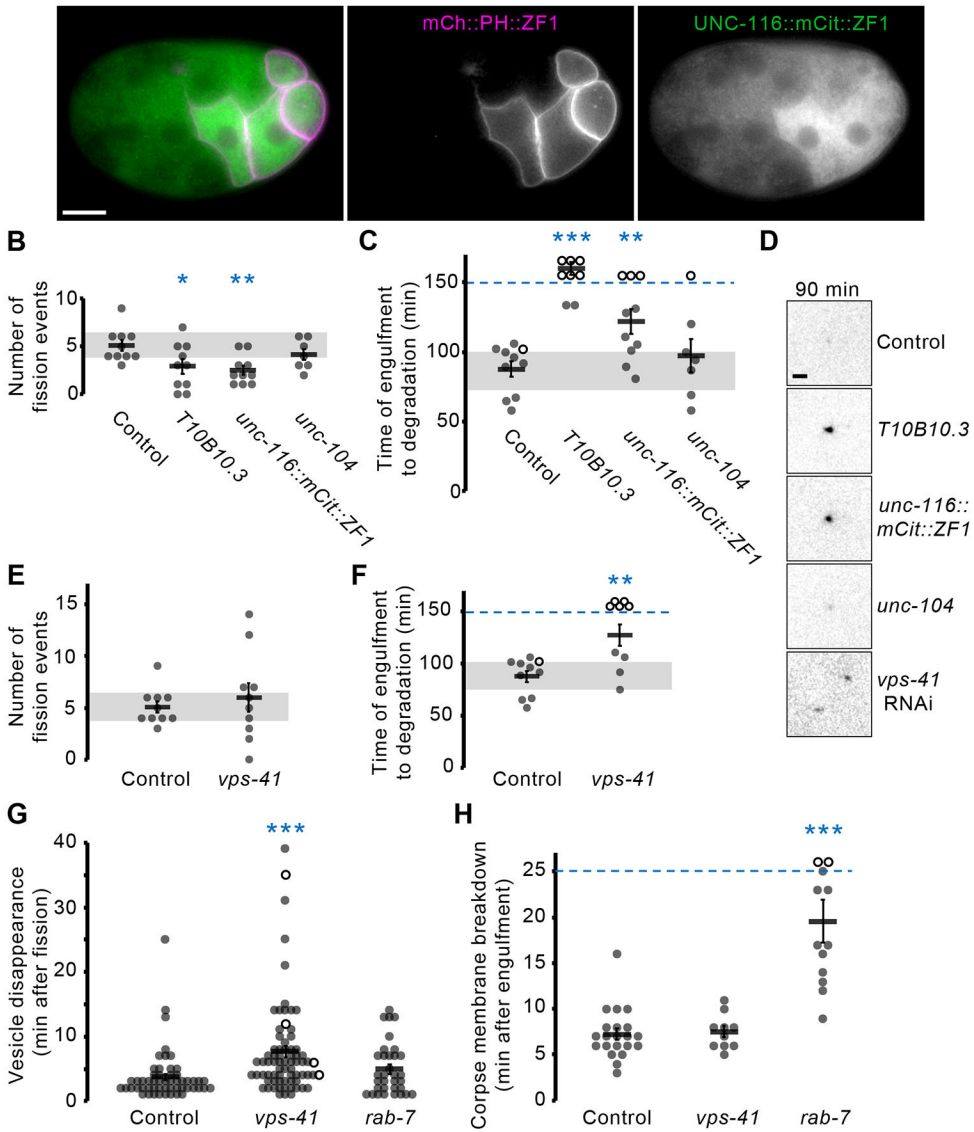 mCh::PH::ZF1
UNC-116::mCit::ZF1
B
Number of
fission events
10
5
0
* **
Control
T10B10.3
unc-116::mCit::ZF1
unc-104
C
Time of engulfment
to degradation (min)
150
100
50
0
*** **
Control
T10B10.3
unc-116::mCit::ZF1
unc-104
D
90 min
Control
T10B10.3
unc-116::
mCit::ZF1
unc-104
vps-41
RNAi
E
Number of
fission events
15
10
5
0
Control vps-41
F
Time of engulfment
to degradation (min)
150
100
50
0
**
Control vps-41
G
Vesicle disappearance
(min after fission)
40
30
20
10
0
***
Control vps-41 rab-7
H
Corpse membrane breakdown
(min after engulfment)
25
20
15
10
5
0
***
Control vps-41 rab-7